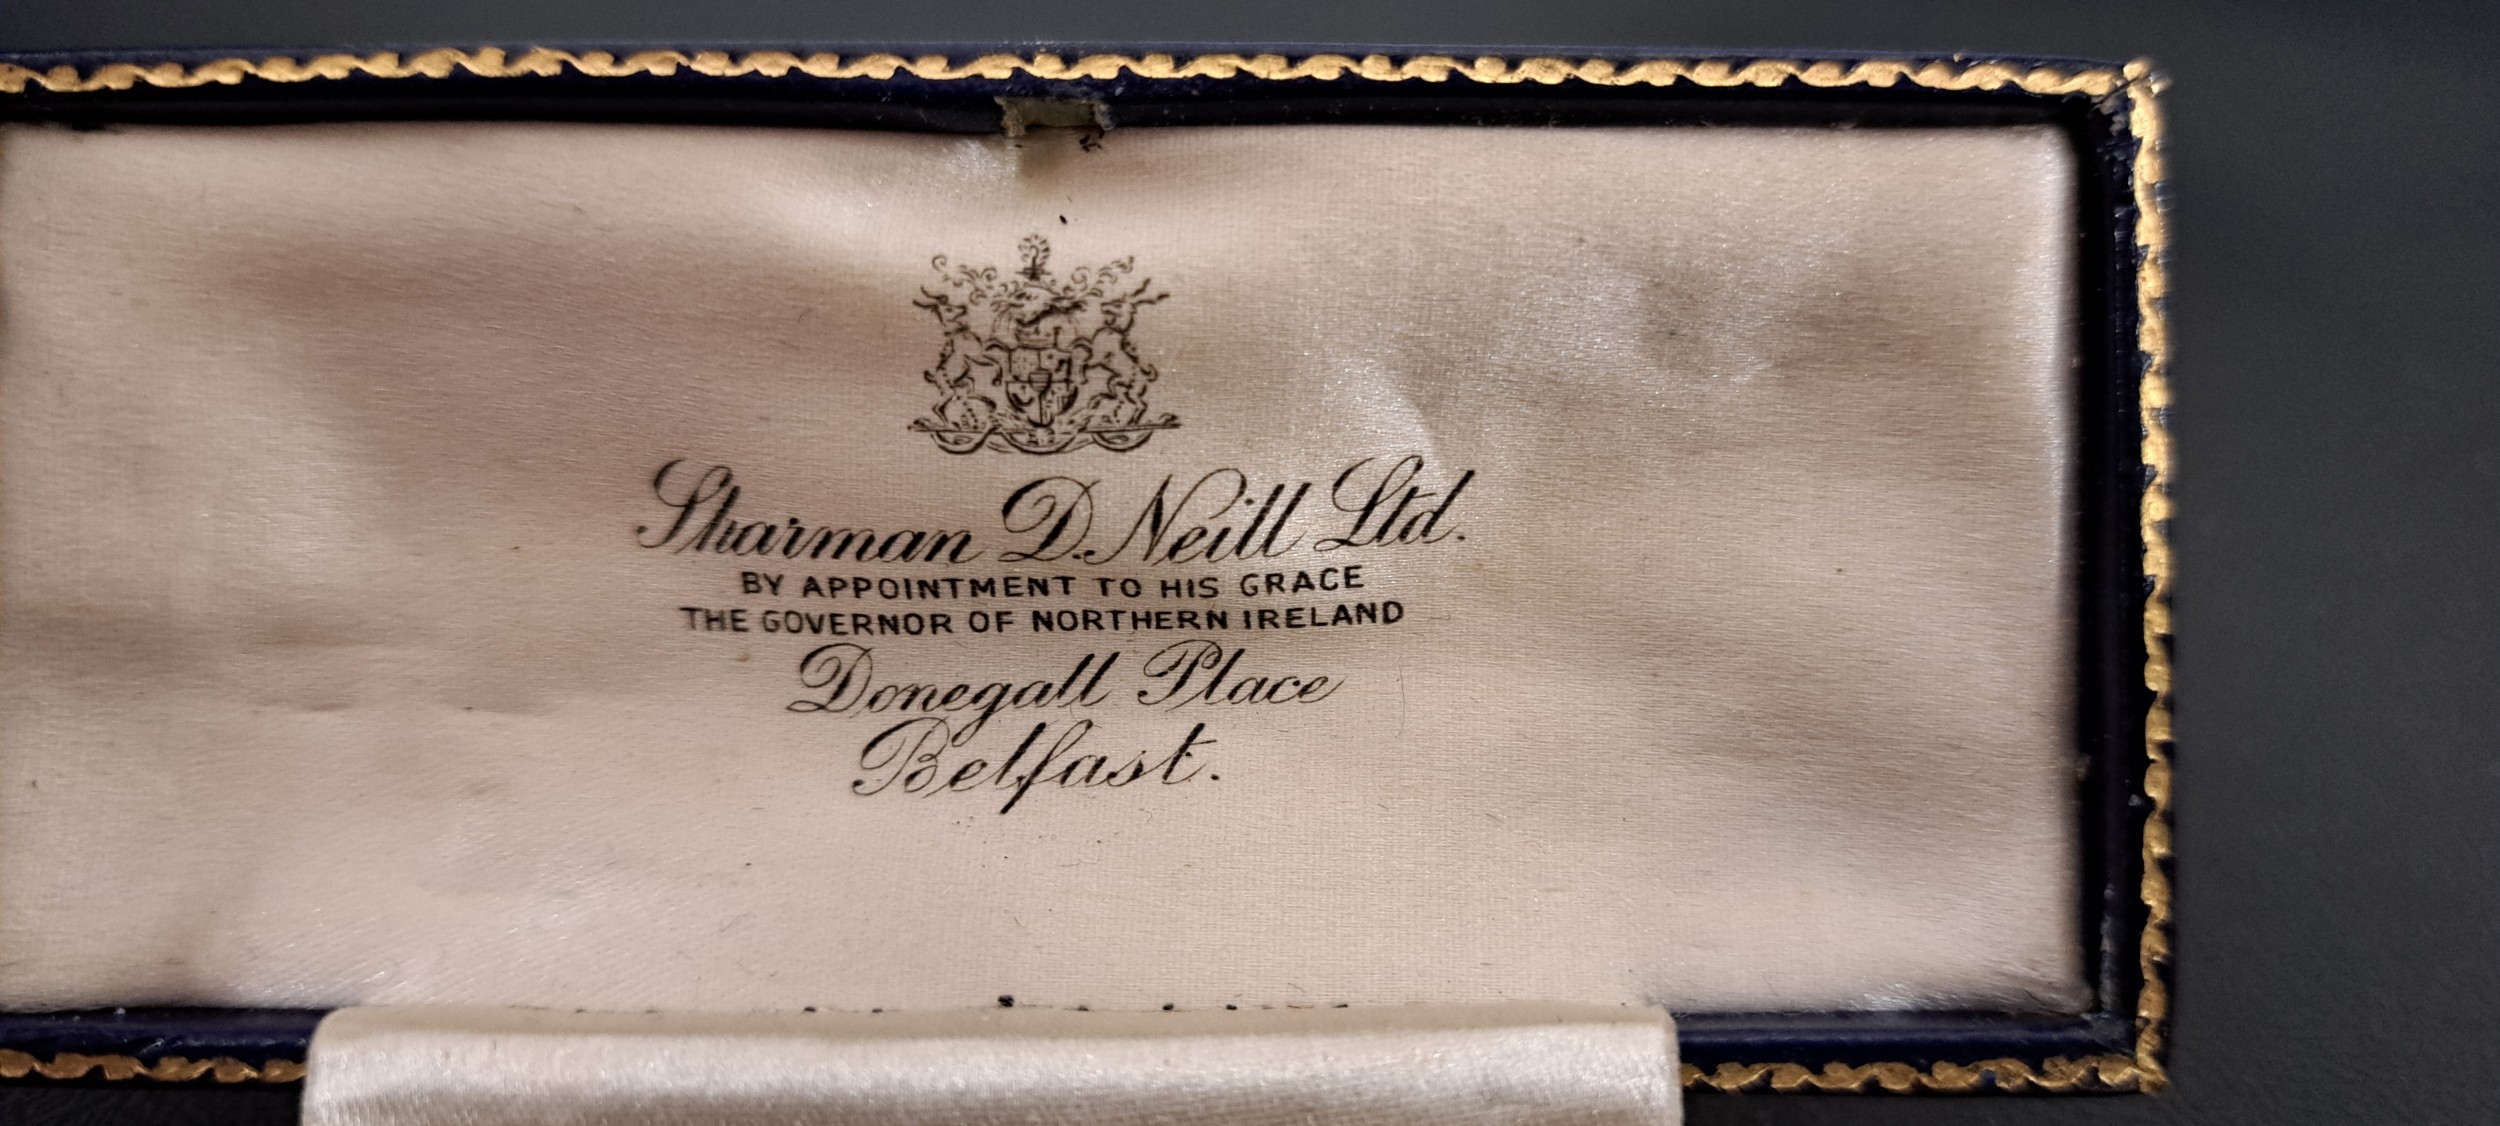 Sharman D. Neill Ltd.
BY APPOINTMENT TO HIS GRACE
THE GOVERNOR OF NORTHERN IRELAND
Donegall Place
Belfast.